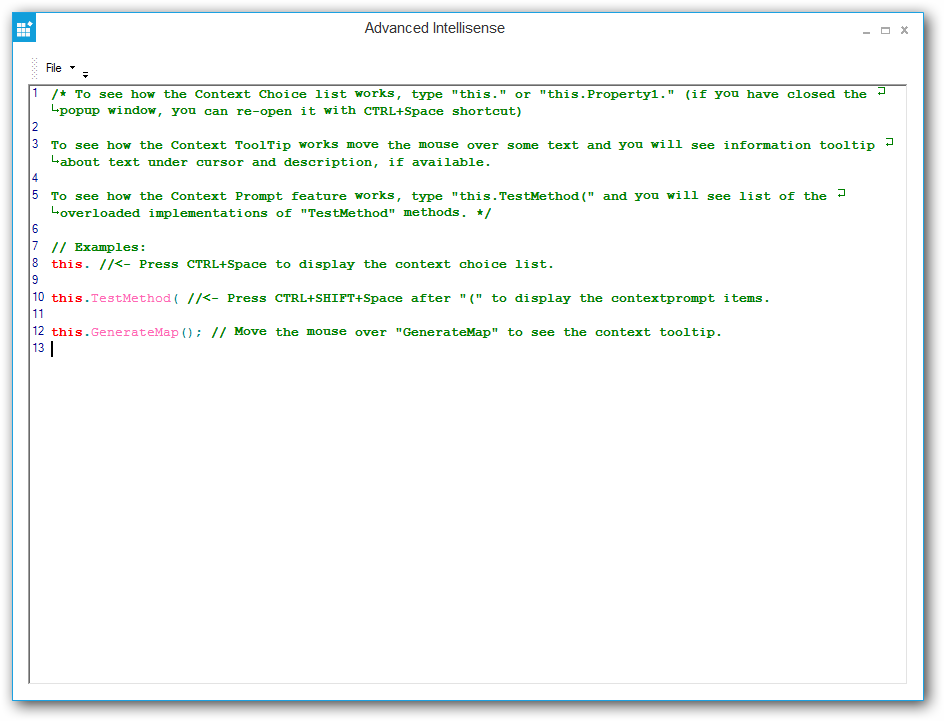 Advanced Intellisense
File
1 /* To see how the Context Choice list works, type "this." or "this.Property1." (if you have closed the
popup window, you can re-open it with CTRL+Space shortcut)
2
3 To see how the Context ToolTip works move the mouse over some text and you will see information tooltip
about text under cursor and description, if available.
4
5 To see how the Context Prompt feature works, type "this.TestMethod(" and you will see list of the
overloaded implementations of "TestMethod" methods. */
6
7 // Examples:
8 this. //<- Press CTRL+Space to display the context choice list.
9
10 this.TestMethod( //<- Press CTRL+SHIFT+Space after "(" to display the contextprompt items.
11
12 this.GenerateMap(); // Move the mouse over "GenerateMap" to see the context tooltip.
13